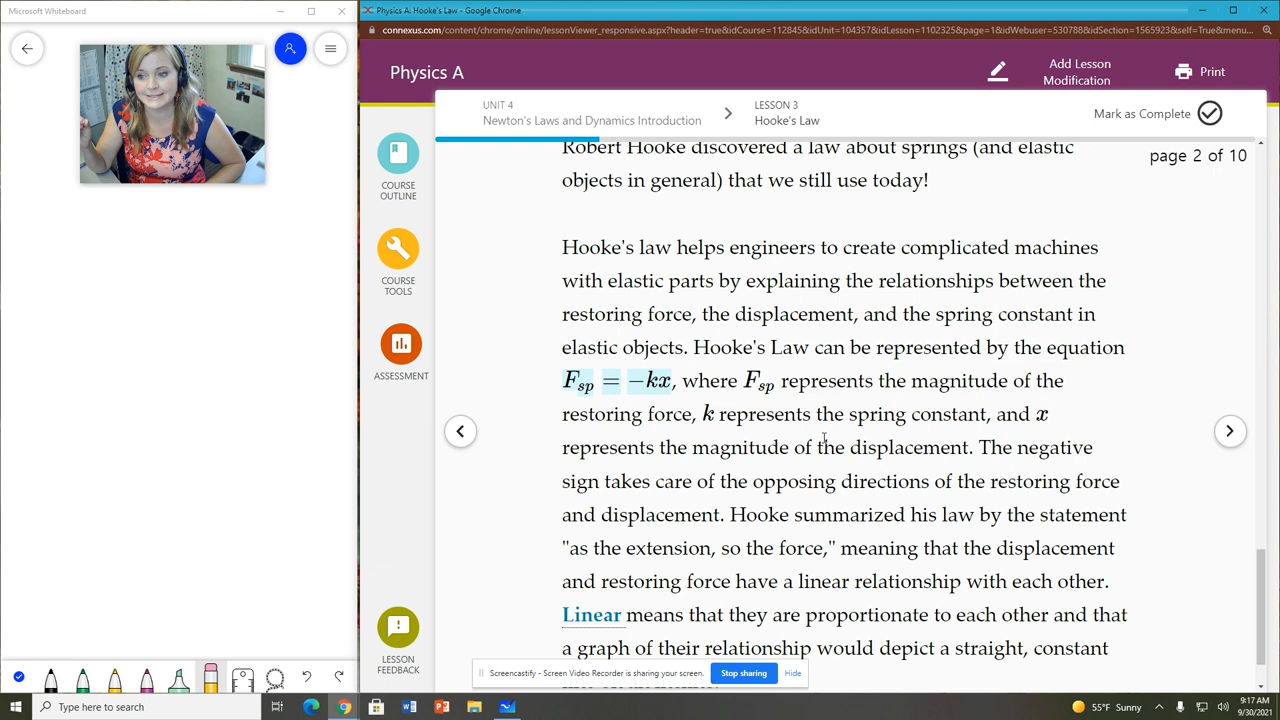 Microsoft Whiteboard
Physics A: Hooke's Law - Google Chrome
connexus.com/content/chrome/online/lessonViewer_responsive.aspx?header=true&idCourse=112845&idUnit=104357&idLesson=1102325&page=1&idWebuser=530788&idSection=1565923&self=True&menu...
Physics A
Add Lesson
Modification
Print
UNIT 4
Newton's Laws and Dynamics Introduction
LESSON 3
Hooke's Law
Mark as Complete
page 2 of 10
COURSE
OUTLINE
COURSE
TOOLS
ASSESSMENT
LESSON
FEEDBACK
Robert Hooke discovered a law about springs (and elastic
objects in general) that we still use today!
Hooke's law helps engineers to create complicated machines
with elastic parts by explaining the relationships between the
restoring force, the displacement, and the spring constant in
elastic objects. Hooke's Law can be represented by the equation
F_sp = −kx, where F_sp represents the magnitude of the
restoring force, k represents the spring constant, and x
represents the magnitude of the displacement. The negative
sign takes care of the opposing directions of the restoring force
and displacement. Hooke summarized his law by the statement
"as the extension, so the force," meaning that the displacement
and restoring force have a linear relationship with each other.
Linear means that they are proportionate to each other and that
a graph of their relationship would depict a straight, constant
Screencastify - Screen Video Recorder is sharing your screen.
Stop sharing
Hide
Type here to search
55°F Sunny
9:17 AM
9/30/2021